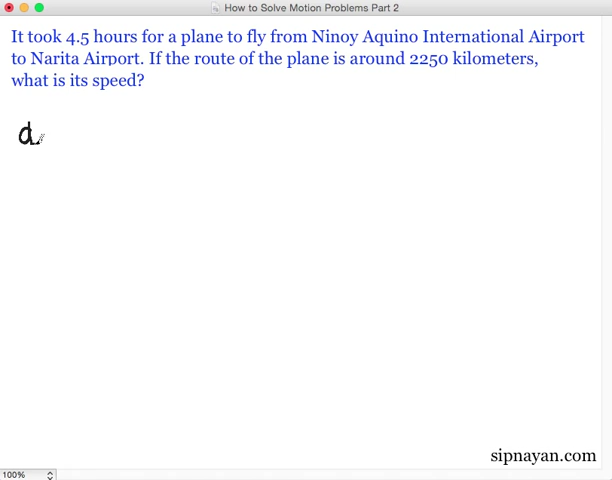 How to Solve Motion Problems Part 2
It took 4.5 hours for a plane to fly from Ninoy Aquino International Airport
to Narita Airport. If the route of the plane is around 2250 kilometers,
what is its speed?
d
sipnayan.com
100%